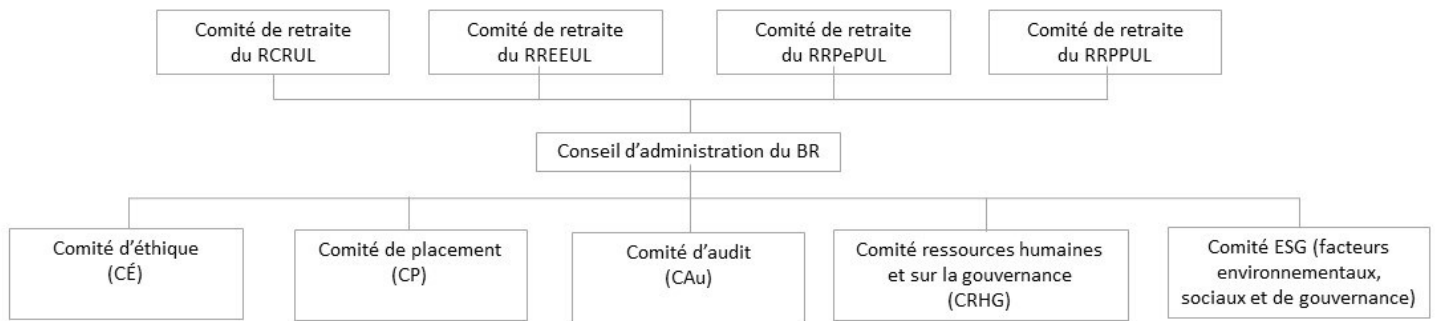 Comité de retraite
du RCRUL
Comité de retraite
du RREEUL
Comité de retraite
du RRPePUL
Comité de retraite
du RRPPUL
Conseil d'administration du BR
Comité d'éthique
(CÉ)
Comité de placement
(CP)
Comité d'audit
(CAu)
Comité ressources humaines
et sur la gouvernance
(CRHG)
Comité ESG (facteurs
environnementaux,
sociaux et de gouvernance)